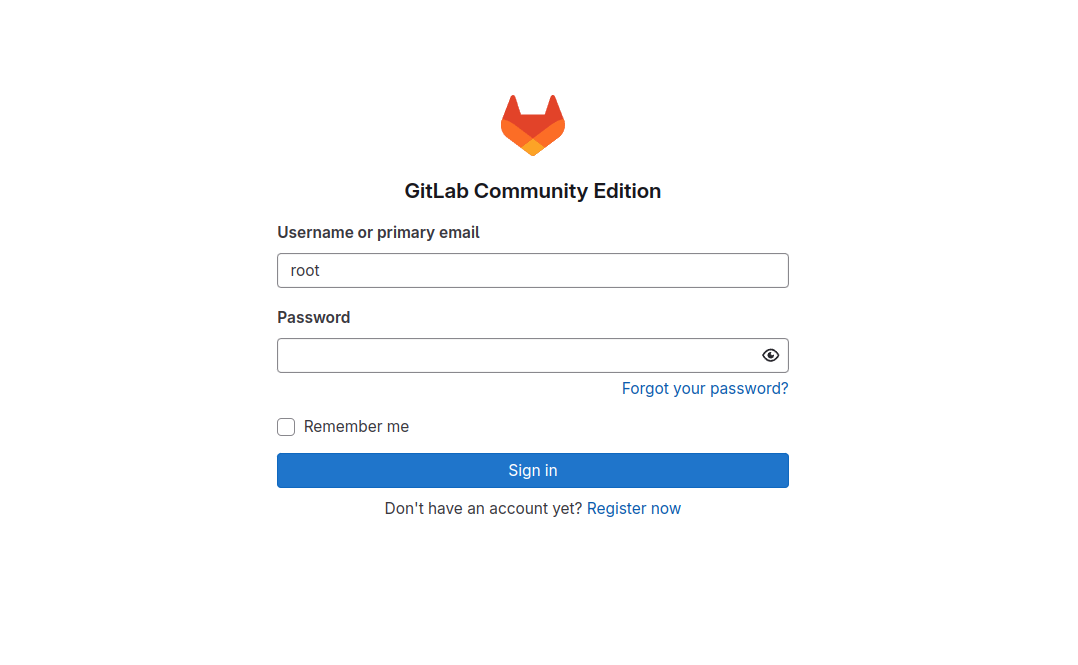 GitLab Community Edition
Username or primary email
root
Password
Forgot your password?
Remember me
Sign in
Don't have an account yet? Register now